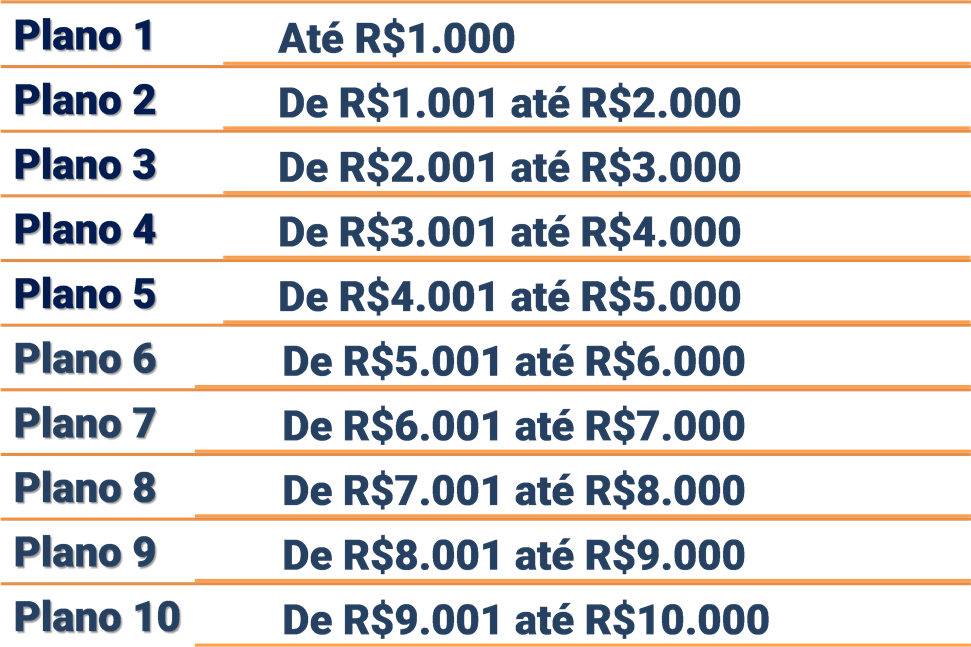 Plano 1 Até R$1.000
Plano 2 De R$1.001 até R$2.000
Plano 3 De R$2.001 até R$3.000
Plano 4 De R$3.001 até R$4.000
Plano 5 De R$4.001 até R$5.000
Plano 6 De R$5.001 até R$6.000
Plano 7 De R$6.001 até R$7.000
Plano 8 De R$7.001 até R$8.000
Plano 9 De R$8.001 até R$9.000
Plano 10 De R$9.001 até R$10.000